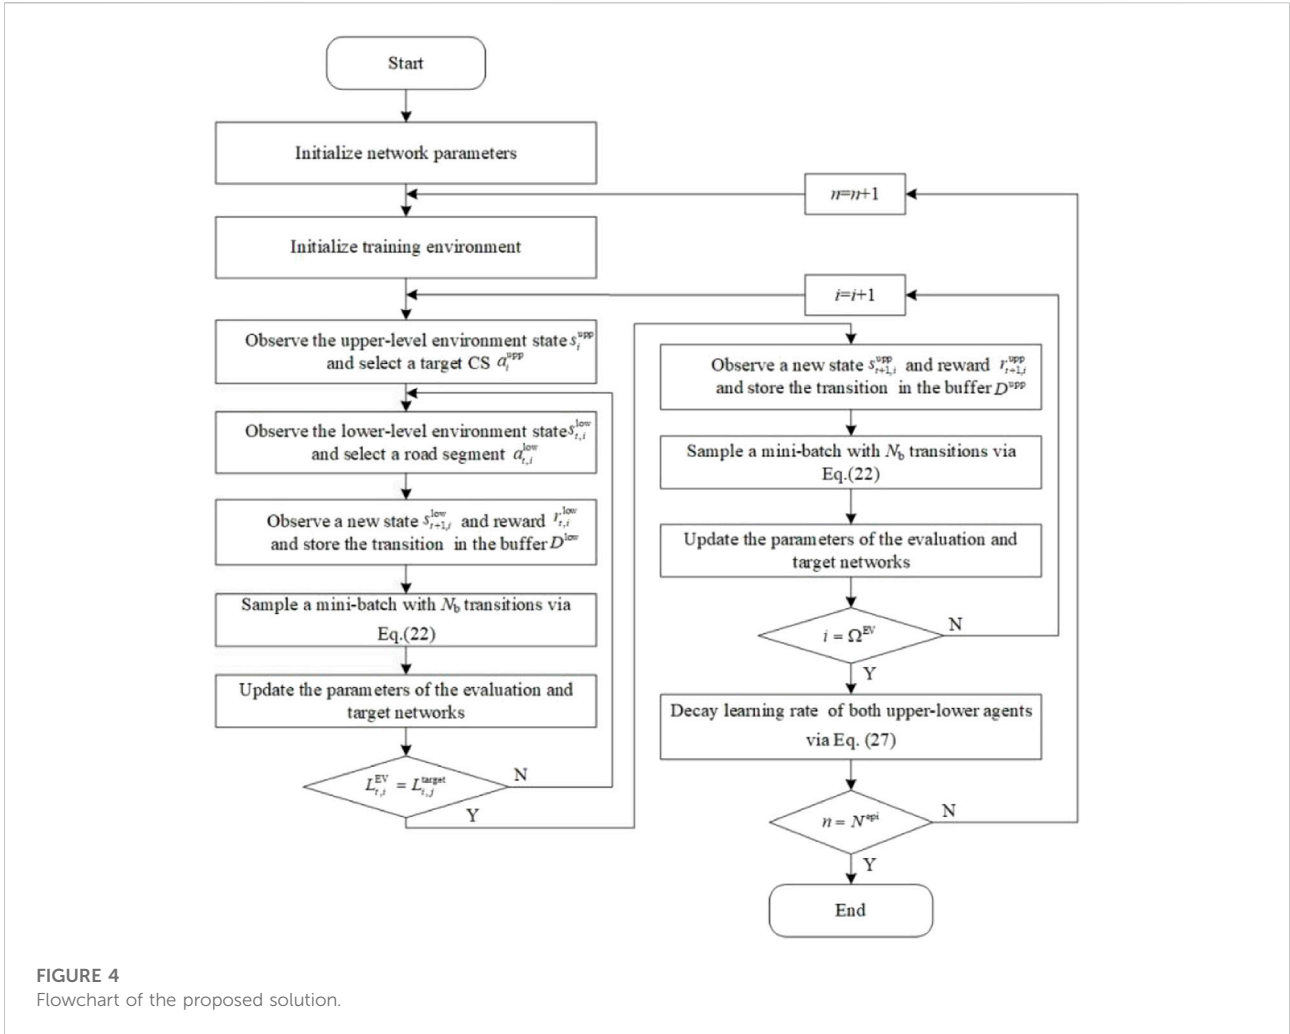 Start
Initialize network parameters
n=n+1
Initialize training environment
i=i+1
Observe the upper-level environment state s_i^upp
and select a target CS a_i^upp
Observe the lower-level environment state s_{t,i}^low
and select a road segment a_{t,i}^low
Observe a new state s_{t+1,i}^low and reward r_{t,i}^low
and store the transition in the buffer D^low
Sample a mini-batch with N_b transitions via
Eq.(22)
Update the parameters of the evaluation and
target networks
L_{t,i}^EV = L_{i,j}^target
N
Y
Observe a new state s_{t+1,i}^upp and reward r_{t+1,i}^upp
and store the transition in the buffer D^upp
Sample a mini-batch with N_b transitions via
Eq.(22)
Update the parameters of the evaluation and
target networks
i = Ω^EV
N
Y
Decay learning rate of both upper-lower agents
via Eq. (27)
n = N^epi
N
Y
End
FIGURE 4
Flowchart of the proposed solution.